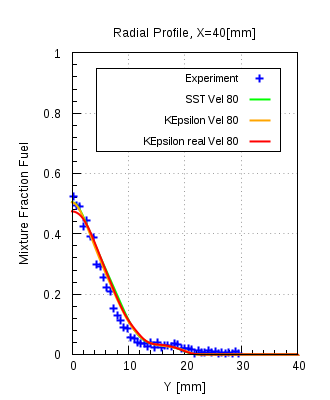 Radial Profile, X=40[mm]
Experiment
SST Vel 80
KEpsilon Vel 80
KEpsilon real Vel 80
Mixture Fraction Fuel
1
0.8
0.6
0.4
0.2
0
0 10 20 30 40
Y [mm]